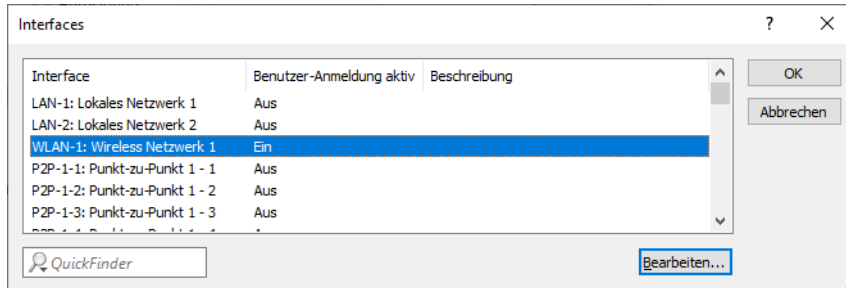 Interfaces ? ×
Interface Benutzer-Anmeldung aktiv Beschreibung
LAN-1: Lokales Netzwerk 1 Aus
LAN-2: Lokales Netzwerk 2 Aus
WLAN-1: Wireless Netzwerk 1 Ein
P2P-1-1: Punkt-zu-Punkt 1 - 1 Aus
P2P-1-2: Punkt-zu-Punkt 1 - 2 Aus
P2P-1-3: Punkt-zu-Punkt 1 - 3 Aus
OK
Abbrechen
QuickFinder
Bearbeiten...